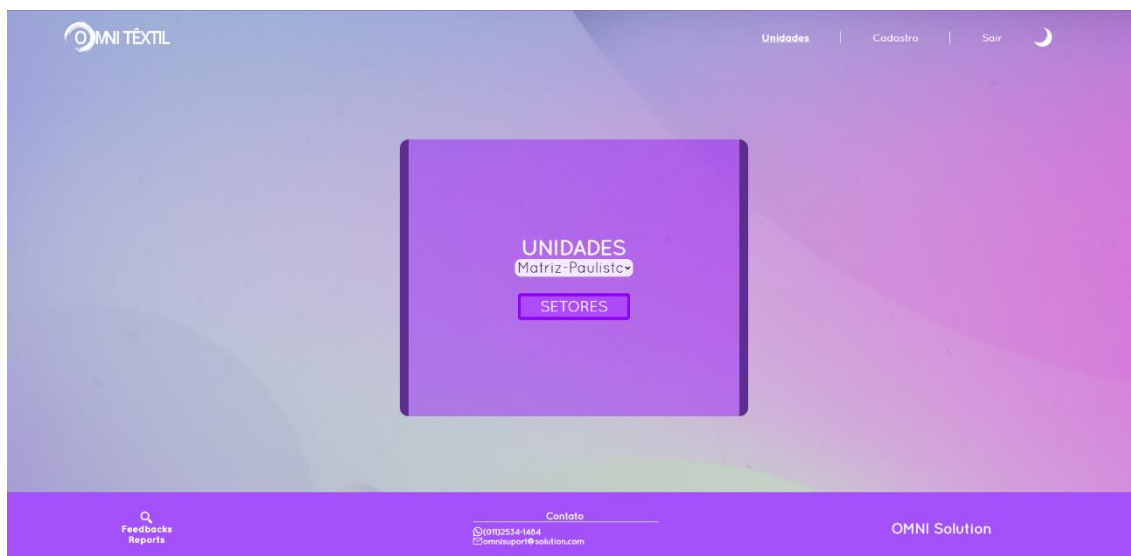 OMNI TÊXTIL
Unidades | Cadastro | Sair
UNIDADES
Matriz-Paulistc
SETORES
Feedbacks
Reports
Contato
(011)2534-1484
omnisuport@solution.com
OMNI Solution